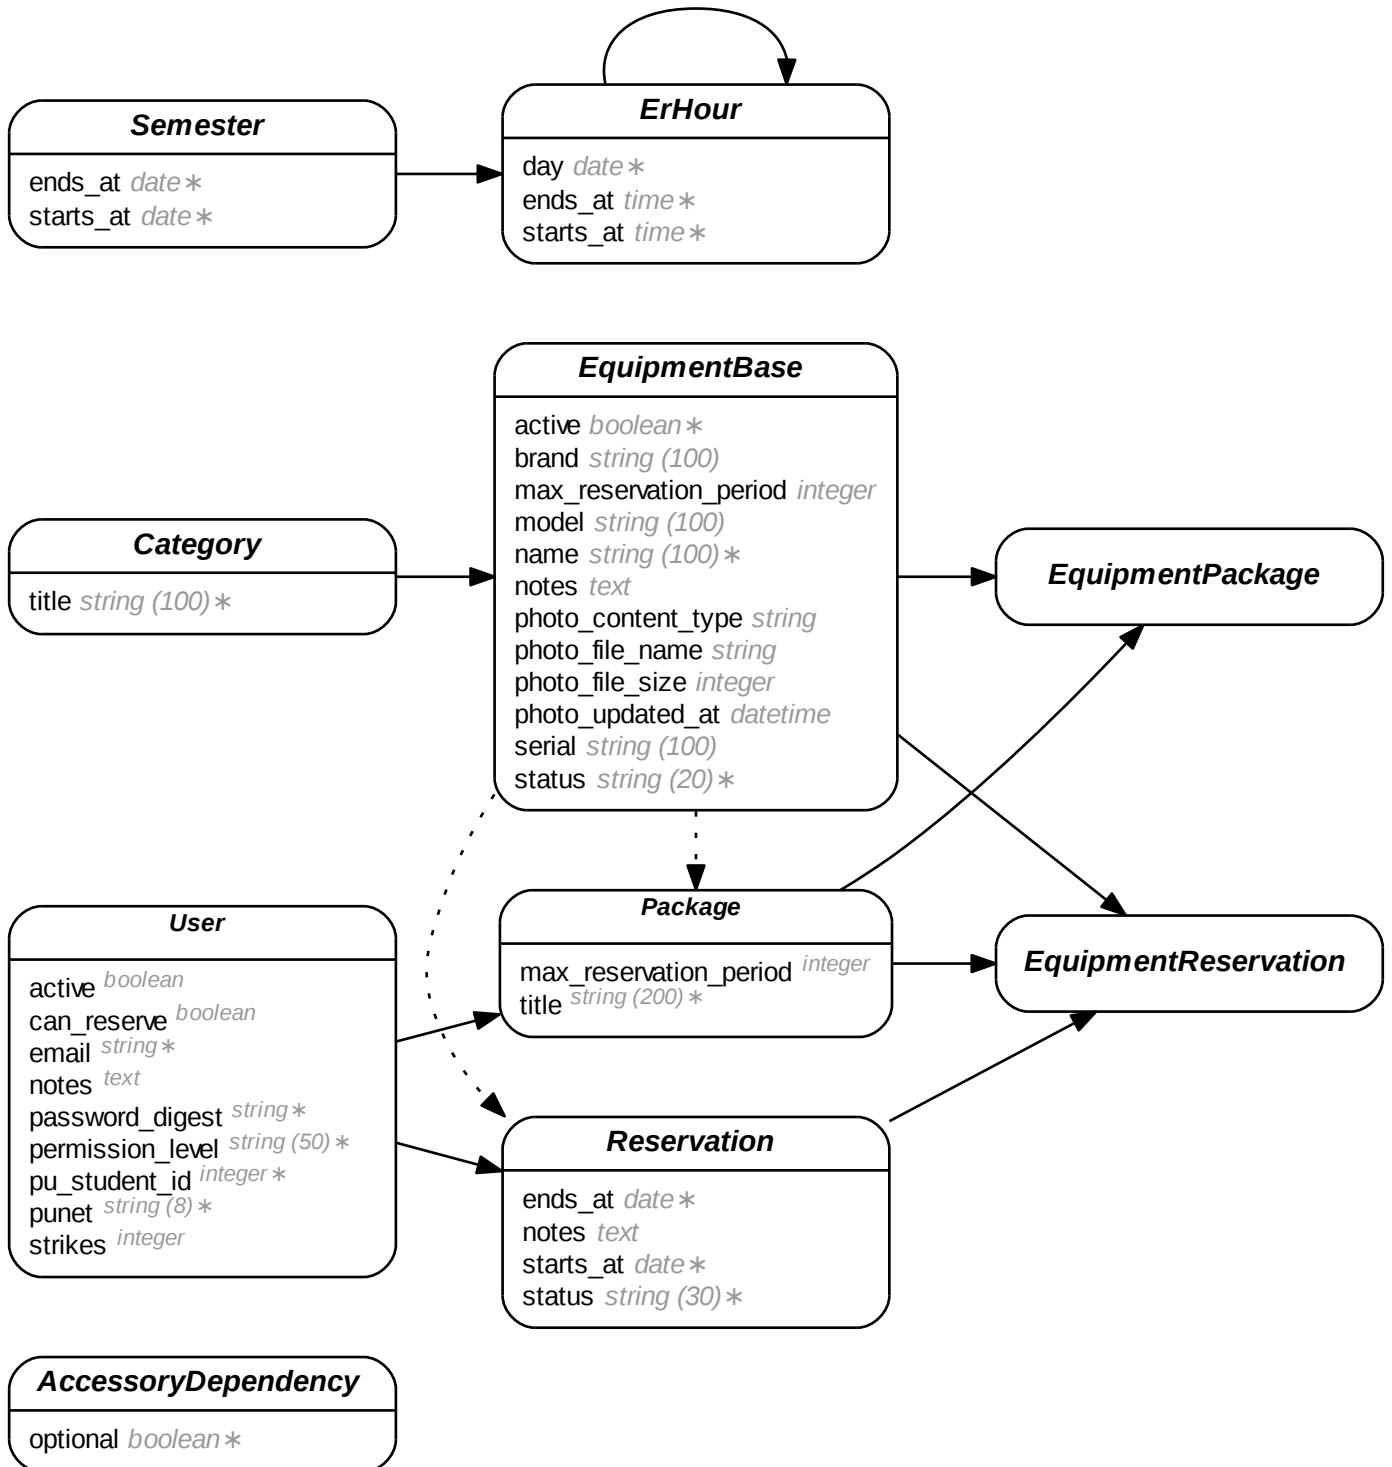 Semester
ends_at date∗
starts_at date∗
ErHour
day date∗
ends_at time∗
starts_at time∗
EquipmentBase
active boolean∗
brand string (100)
max_reservation_period integer
model string (100)
name string (100)∗
notes text
photo_content_type string
photo_file_name string
photo_file_size integer
photo_updated_at datetime
serial string (100)
status string (20)∗
Category
title string (100)∗
EquipmentPackage
User
active boolean
can_reserve boolean
email string∗
notes text
password_digest string∗
permission_level string (50)∗
pu_student_id integer∗
punet string (8)∗
strikes integer
Package
max_reservation_period integer
title string (200)∗
EquipmentReservation
Reservation
ends_at date∗
notes text
starts_at date∗
status string (30)∗
AccessoryDependency
optional boolean∗